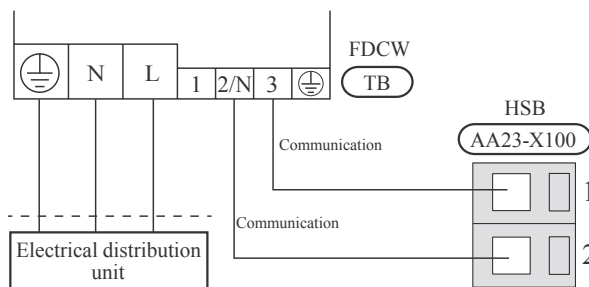 FDCW
TB
N
L
1
2/N
3
HSB
AA23-X100
Communication
1
Communication
2
Electrical distribution
unit